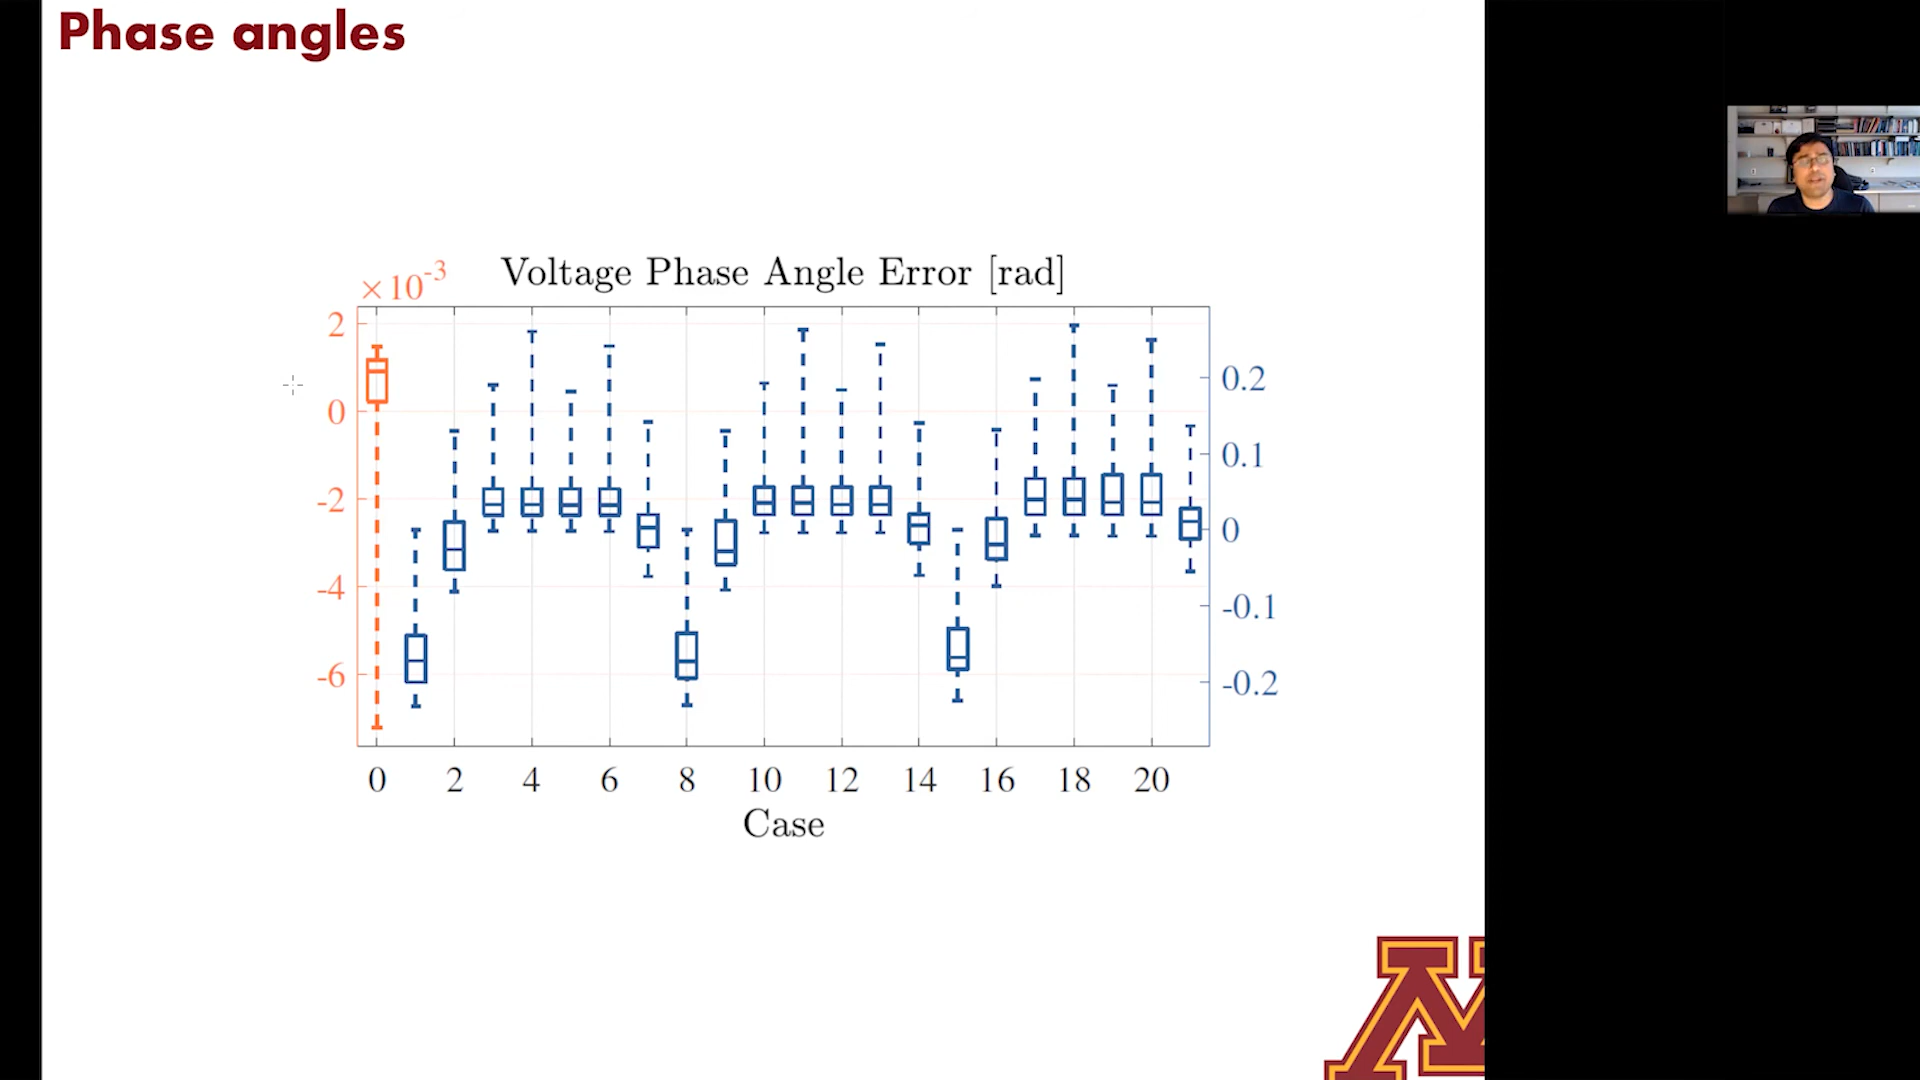 Phase angles
×10-3
Voltage Phase Angle Error [rad]
2
0
-2
-4
-6
0.2
0.1
0
-0.1
-0.2
0 2 4 6 8 10 12 14 16 18 20
Case